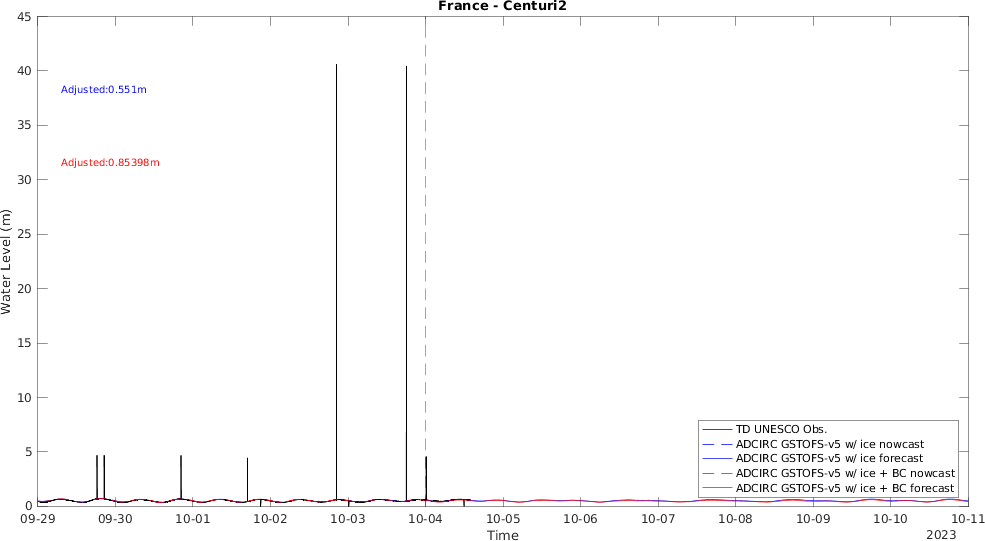 France - Centuri2
45
40
35
30
25
20
15
10
5
0
Water Level (m)
Adjusted:0.551m
Adjusted:0.85398m
TD UNESCO Obs.
ADCIRC GSTOFS-v5 w/ ice nowcast
ADCIRC GSTOFS-v5 w/ ice forecast
ADCIRC GSTOFS-v5 w/ ice + BC nowcast
ADCIRC GSTOFS-v5 w/ ice + BC forecast
09-29 09-30 10-01 10-02 10-03 10-04 10-05 10-06 10-07 10-08 10-09 10-10 10-11
Time
2023